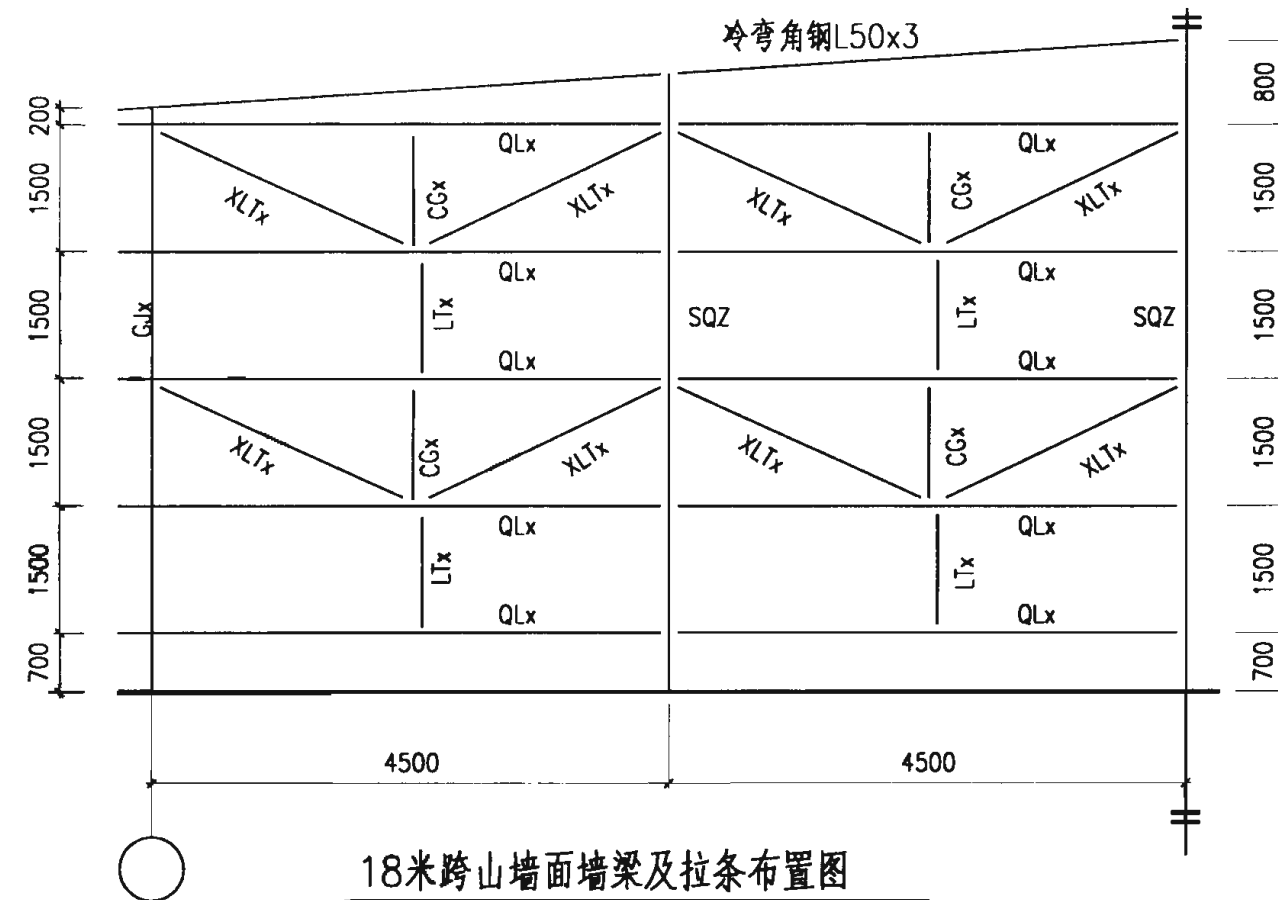 冷弯角钢L50x3
200
800
QLx
QLx
1500
XLTx
CGx
XLTx
XLTx
CGx
XLTx
1500
QLx
QLx
1500
GJx
LTx
SQZ
LTx
SQZ
1500
QLx
QLx
1500
XLTx
CGx
XLTx
XLTx
CGx
XLTx
1500
QLx
QLx
1500
LTx
LTx
1500
QLx
QLx
700
700
4500
4500
18米跨山墙面墙梁及拉条布置图